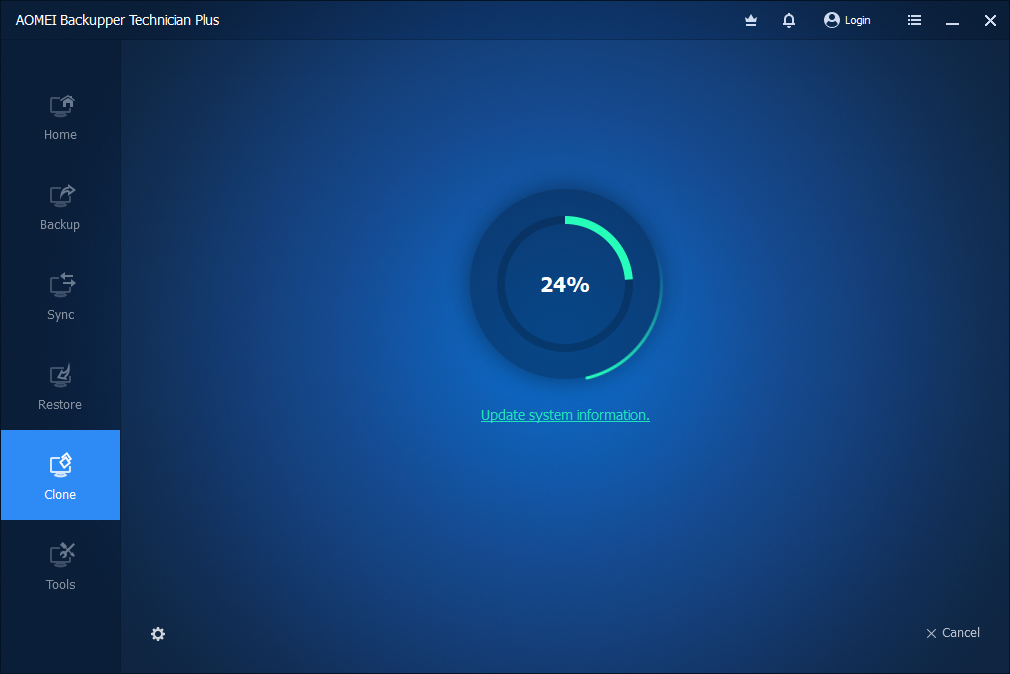 AOMEI Backupper Technician Plus
Login
Home
Backup
Sync
Restore
Clone
Tools
24%
Update system information.
Cancel